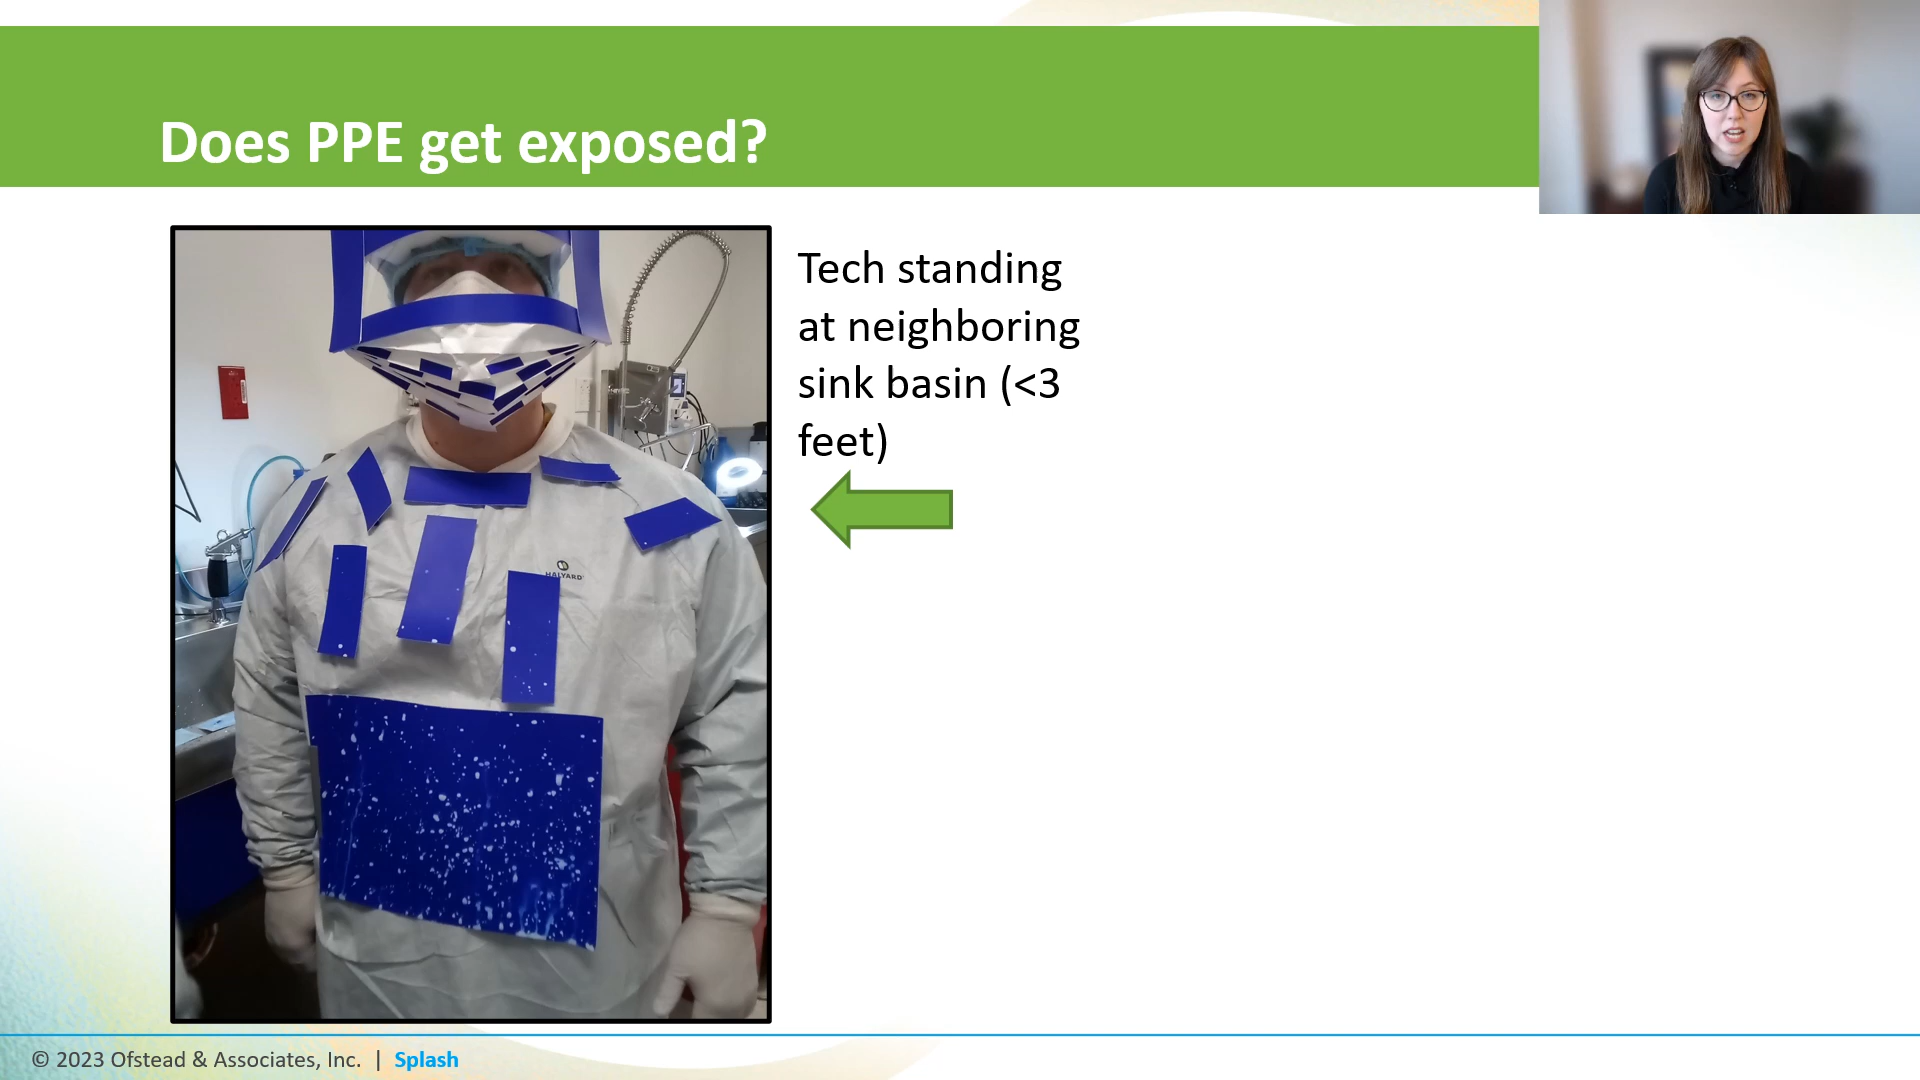 Does PPE get exposed?
Tech standing
at neighboring
sink basin (<3
feet)
HALYARD
© 2023 Ofstead & Associates, Inc. | Splash